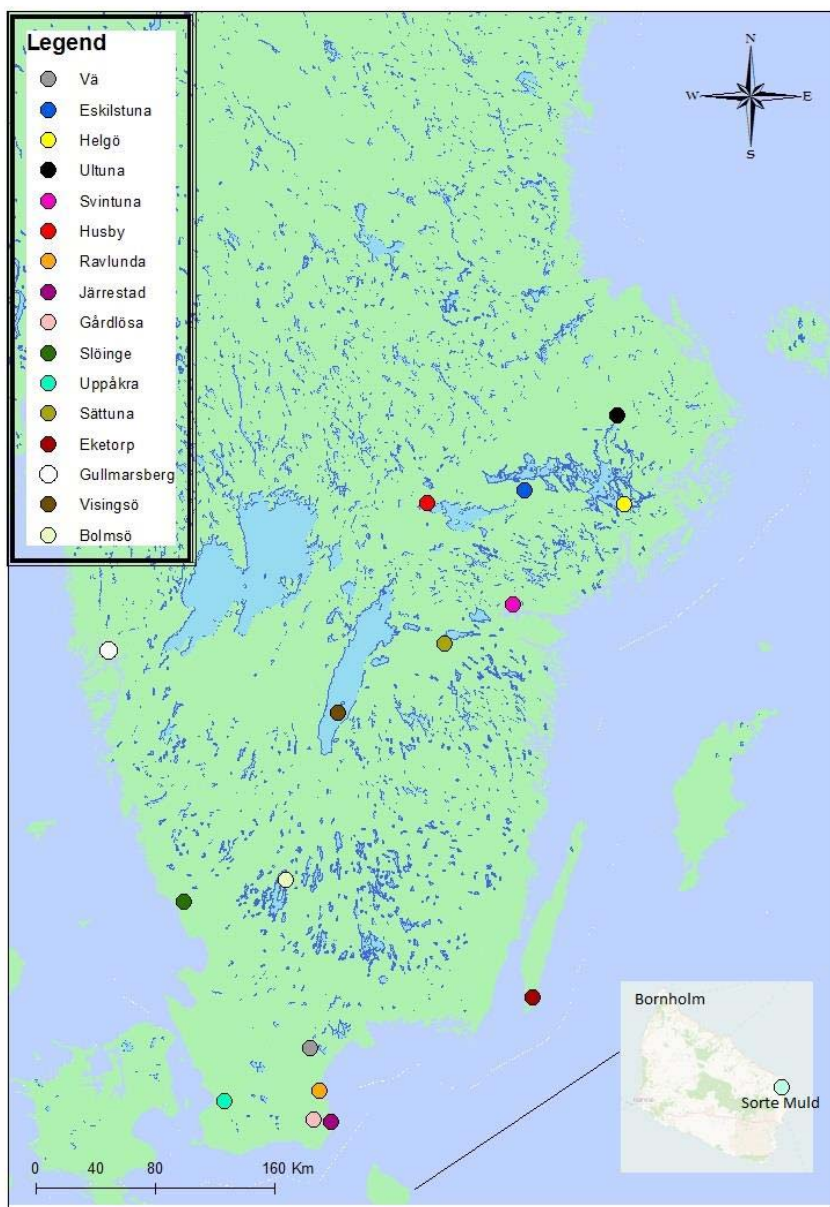 Legend
Vä
Eskilstuna
Helgö
Ultuna
Svintuna
Husby
Ravlunda
Järrestad
Gårdlösa
Slöinge
Uppåkra
Sättuna
Eketorp
Gullmarsberg
Visingsö
Bolmsö
N
W E
S
Bornholm
Sorte Muld
0 40 80 160 Km